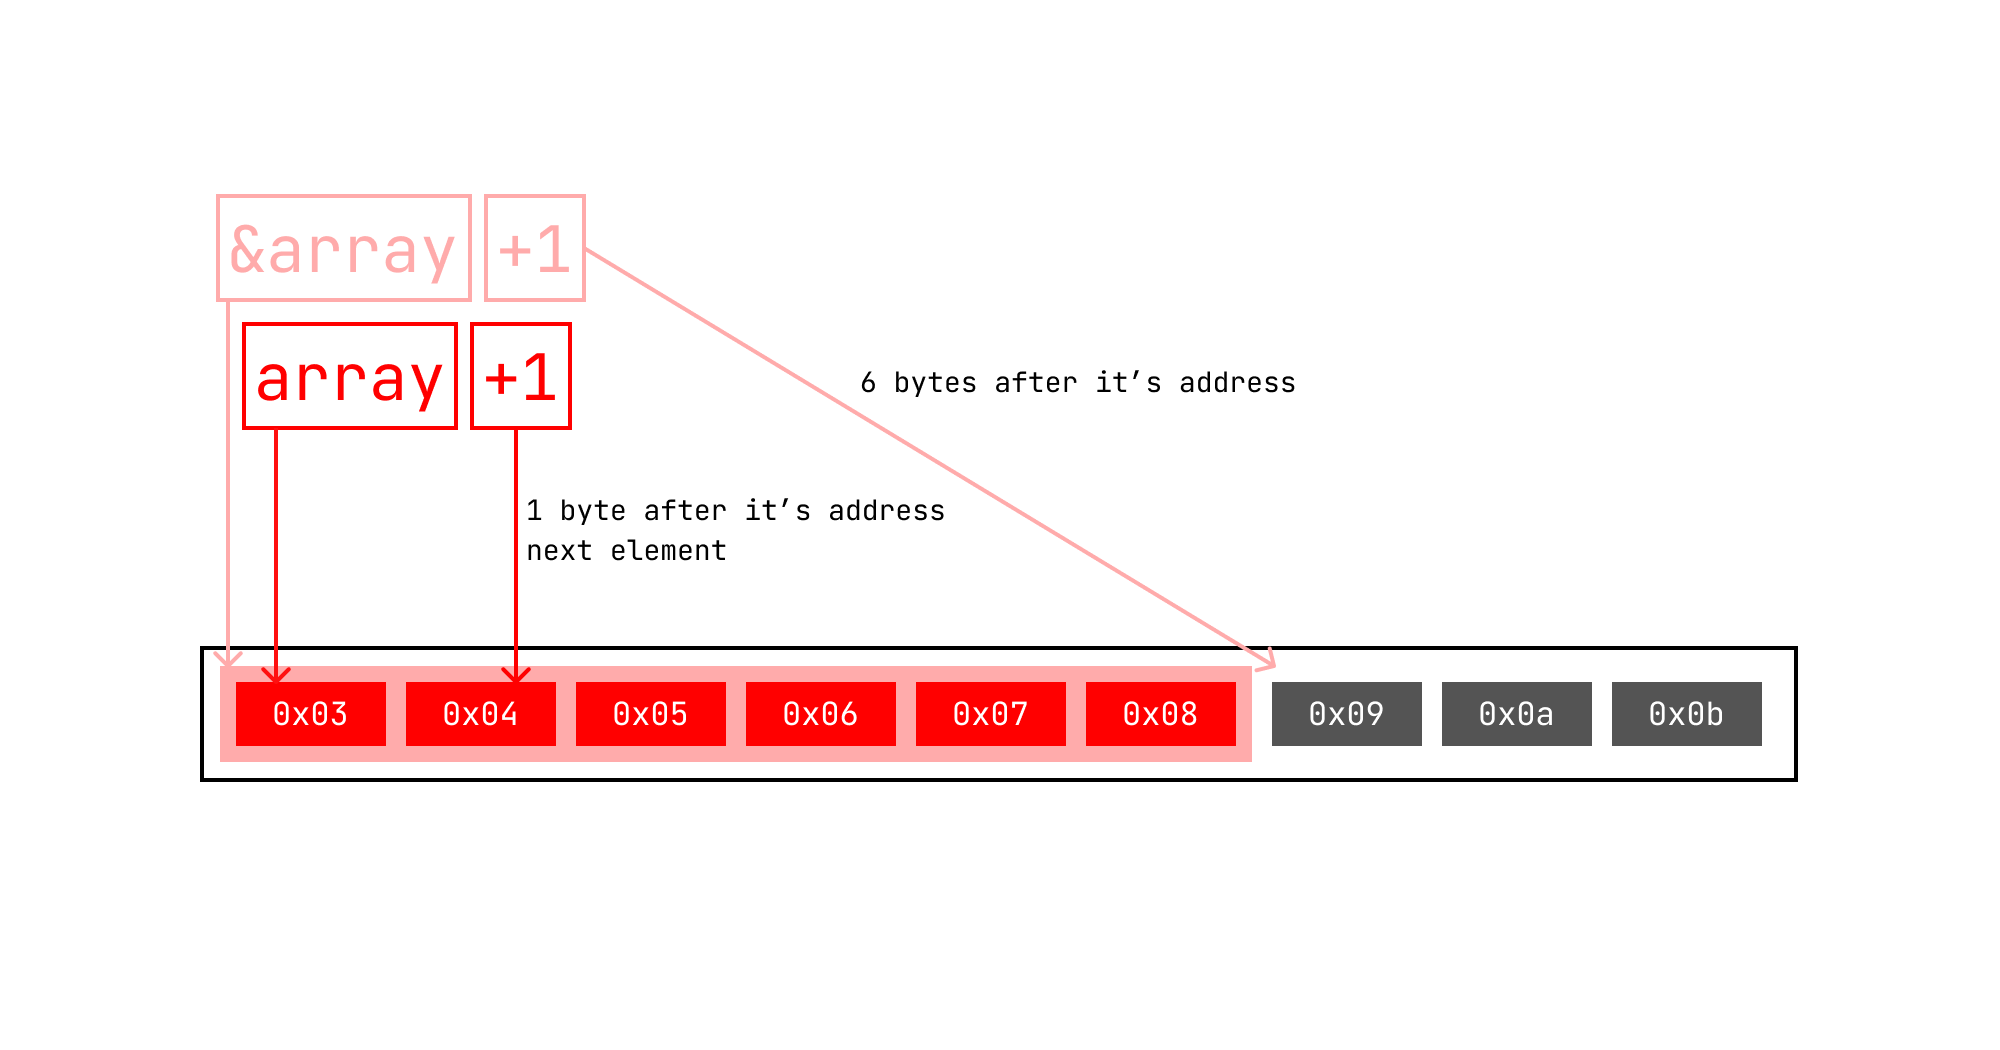 &array +1
array +1
6 bytes after it’s address
1 byte after it’s address
next element
0x03 0x04 0x05 0x06 0x07 0x08 0x09 0x0a 0x0b